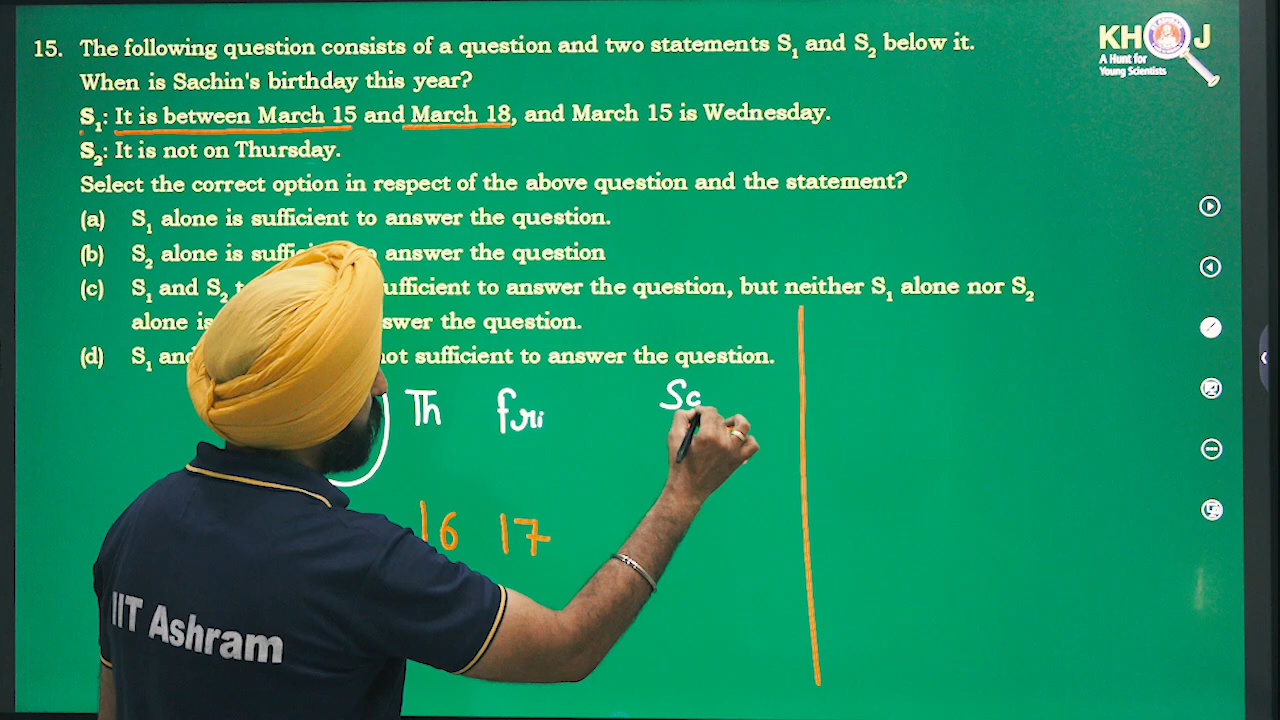 15. The following question consists of a question and two statements S₁ and S₂ below it.
When is Sachin's birthday this year?
S₁: It is between March 15 and March 18, and March 15 is Wednesday.
S₂: It is not on Thursday.
Select the correct option in respect of the above question and the statement?
(a) S₁ alone is sufficient to answer the question.
(b) S₂ alone is answer the question
(c) S₁ and S₂ to answer the question, but neither S₁ alone nor S₂
alone the question.
(d) S₁ not sufficient to answer the question.
Th Fri Sa
16 17
KHOJ
A Hunt for
Young Scientists
IIT Ashram